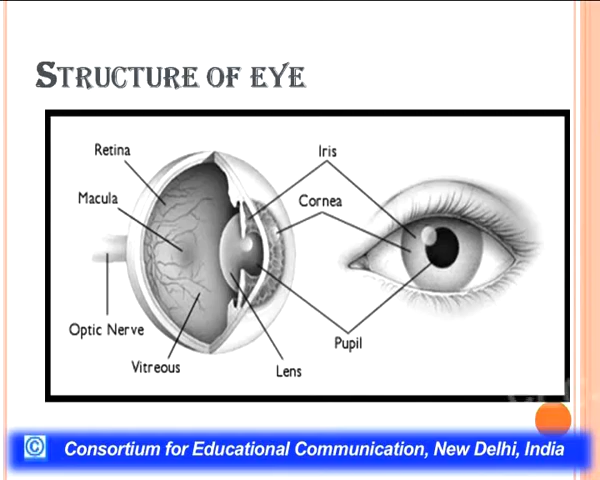 STRUCTURE OF EYE
Retina
Iris
Macula
Cornea
Optic Nerve
Vitreous
Lens
Pupil
© Consortium for Educational Communication, New Delhi, India